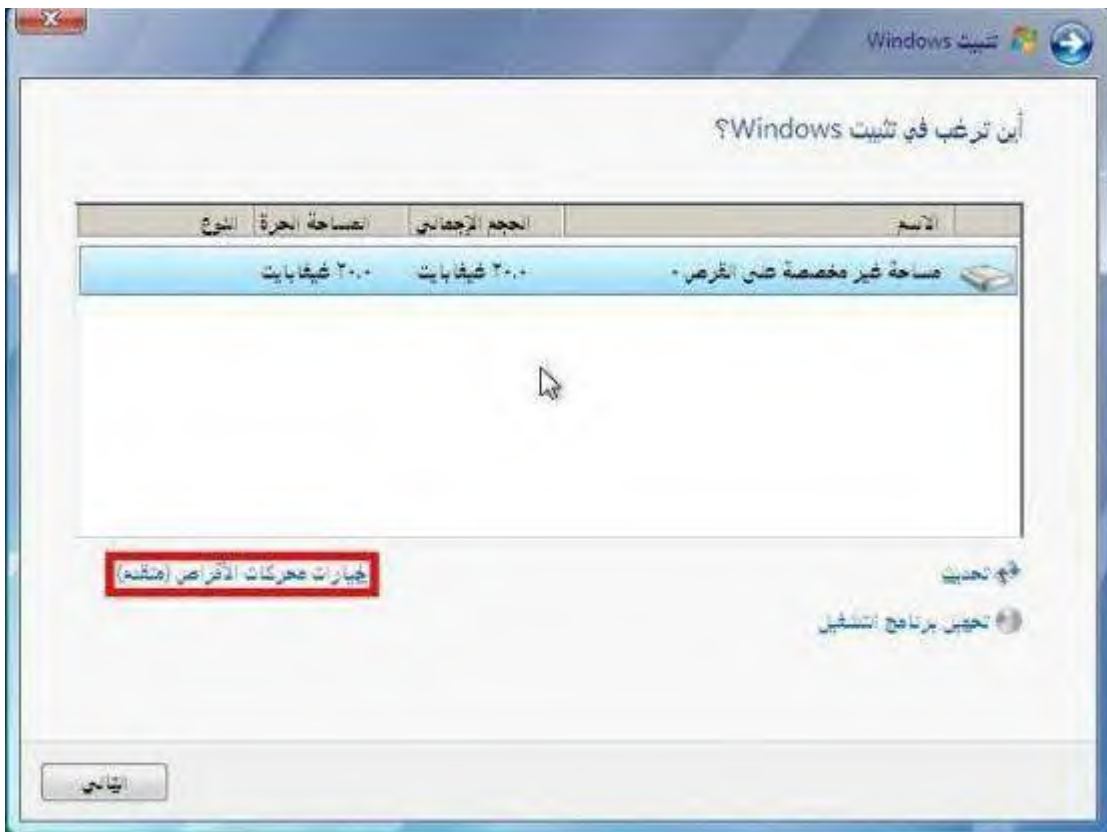 تثبيت Windows
أين ترغب في تثبيت Windows؟
الاسم الحجم الإجمالي المساحة الحرة النوع
مساحة غير مخصصة على القرص ٠ ٢٠.٠ غيغابايت ٢٠.٠ غيغابايت
تحديث خيارات محركات الأقراص (متقدم)
تحميل برنامج التشغيل
التالي